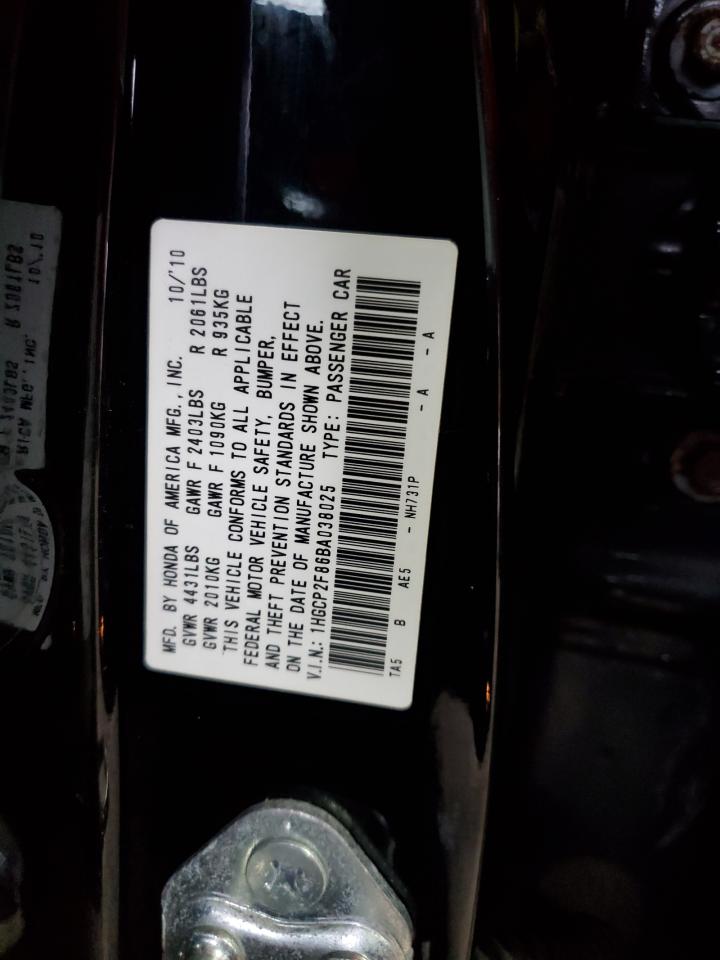 MFD. BY HONDA OF AMERICA MFG., INC. 10/'10
GVWR 4431LBS GAWR F 2403LBS R 2061LBS
GVWR 2010KG GAWR F 1090KG R 935KG
THIS VEHICLE CONFORMS TO ALL APPLICABLE
FEDERAL MOTOR VEHICLE SAFETY, BUMPER,
AND THEFT PREVENTION STANDARDS IN EFFECT
ON THE DATE OF MANUFACTURE SHOWN ABOVE.
V.I.N.: 1HGCP2F86BA038025 TYPE: PASSENGER CAR
TA5 B AE5 - NH731P - A - A